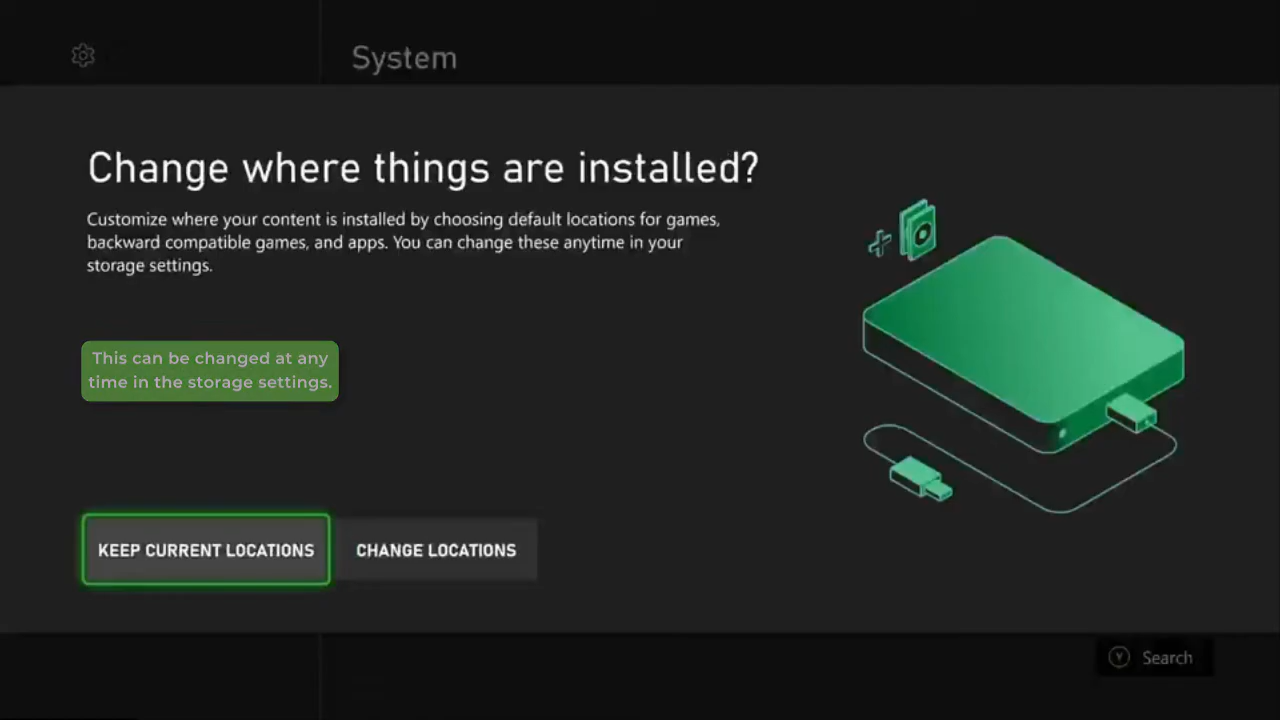 System
Change where things are installed?
Customize where your content is installed by choosing default locations for games,
backward compatible games, and apps. You can change these anytime in your
storage settings.
This can be changed at any
time in the storage settings.
KEEP CURRENT LOCATIONS
CHANGE LOCATIONS
Y Search